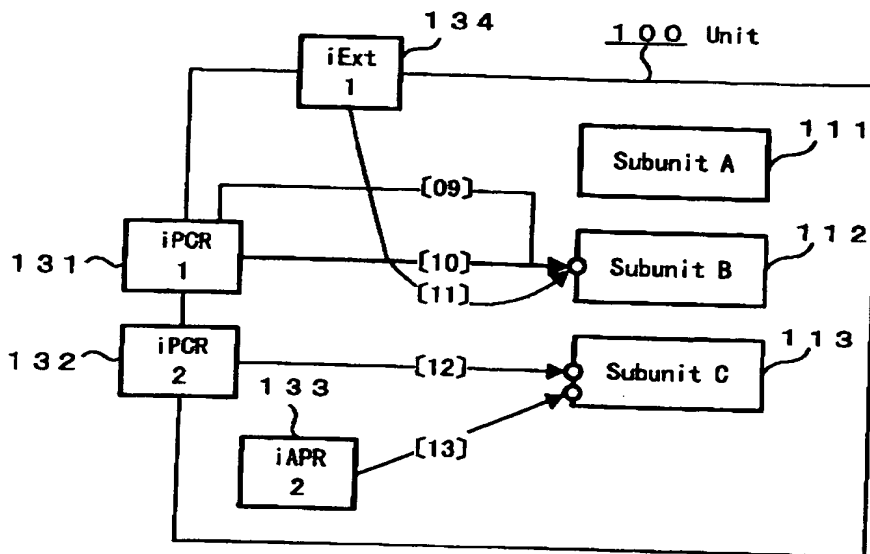 134
100 Unit
iExt
1
111
Subunit A
[09]
112
131
iPCR
1
[10]
Subunit B
[11]
113
132
iPCR
2
[12]
Subunit C
133
[13]
iAPR
2